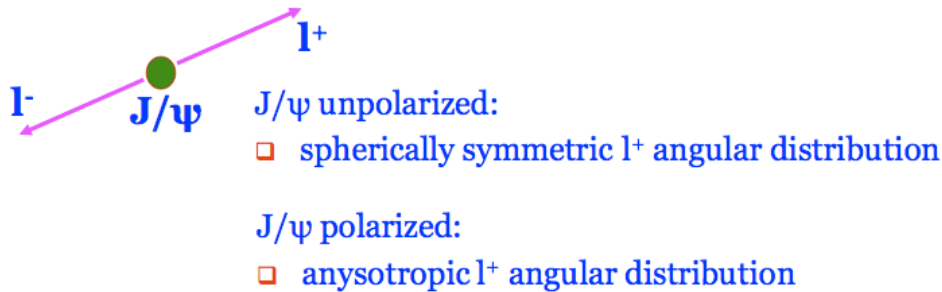 l⁺
l⁻
J/ψ
J/ψ unpolarized:
❑ spherically symmetric l⁺ angular distribution
J/ψ polarized:
❑ anysotropic l⁺ angular distribution